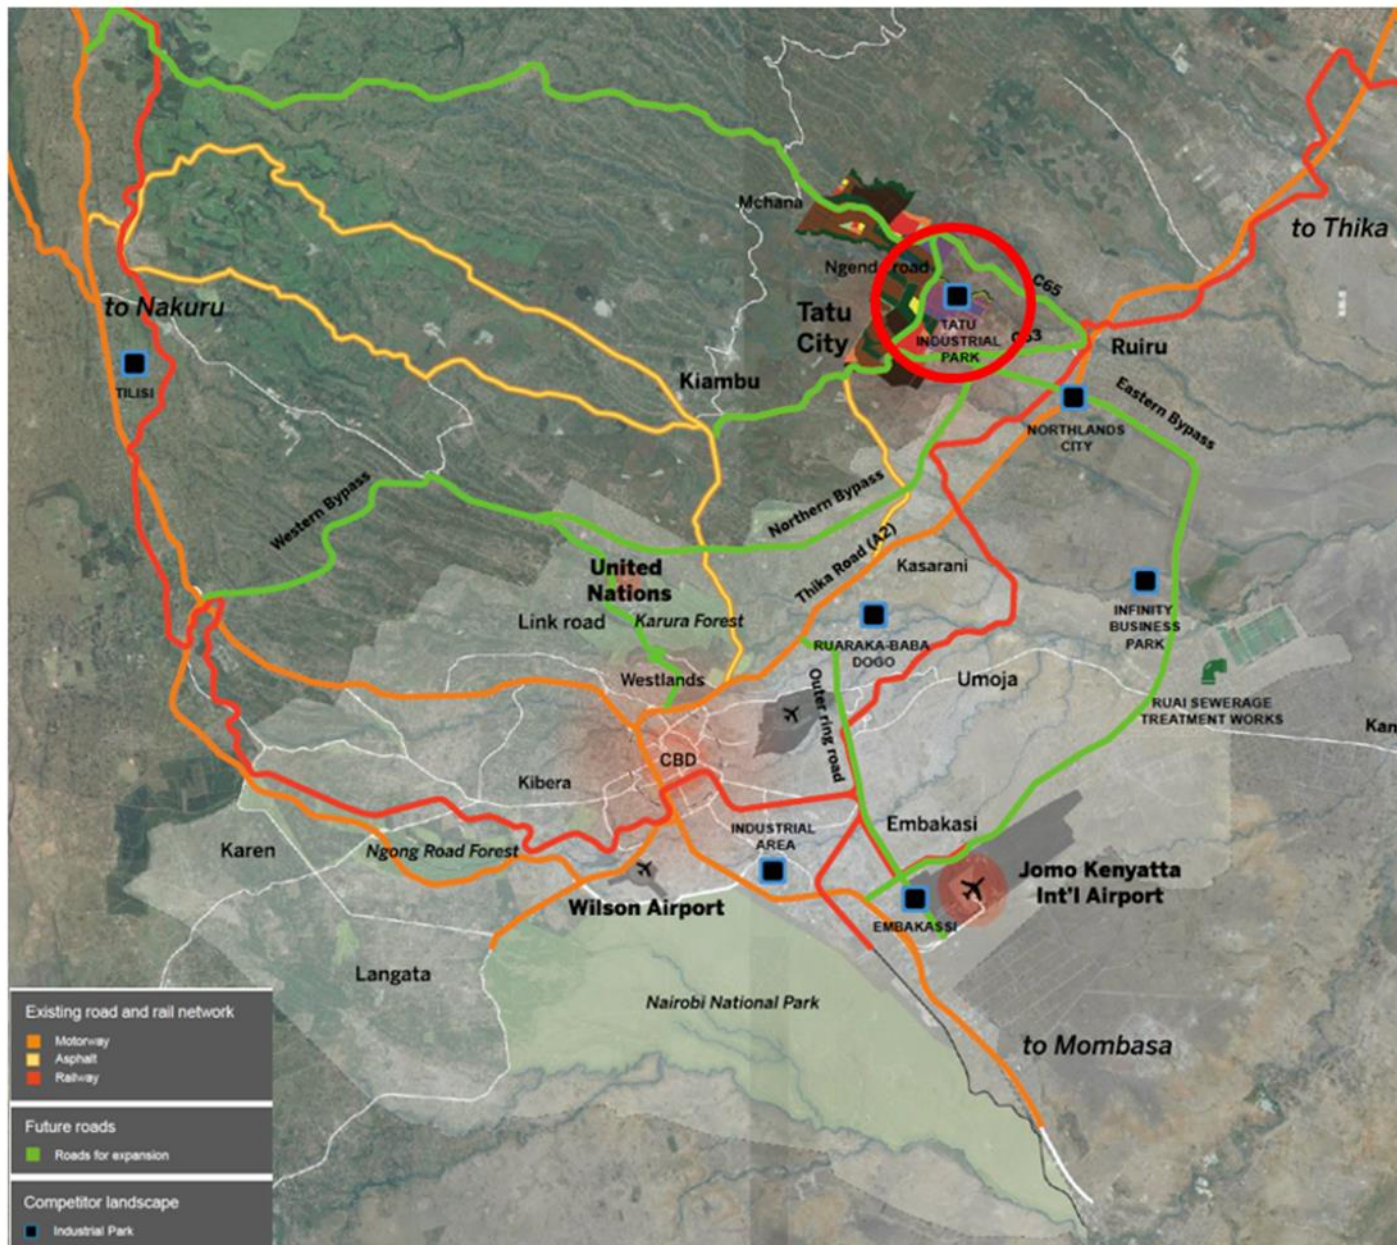 Mchana
to Thika
Ngend road
C65
to Nakuru
Tatu
City
TATU
INDUSTRIAL
PARK
Ruiru
TILISI
Kiambu
Eastern Bypass
NORTHLANDS
CITY
Western Bypass
Northern Bypass
Thika Road (A2)
United
Nations
Kasarani
Link road
Karura Forest
INFINITY
BUSINESS
PARK
RUARAKA-BABA
DOGO
Westlands
Outer ring road
Umoja
RUAI SEWERAGE
TREATMENT WORKS
Kan
CBD
Kibera
INDUSTRIAL
AREA
Embakasi
Karen
Ngong Road Forest
Jomo Kenyatta
Int'l Airport
Wilson Airport
EMBAKASSI
Langata
Nairobi National Park
to Mombasa
Existing road and rail network
Motorway
Asphalt
Railway
Future roads
Roads for expansion
Competitor landscape
Industrial Park